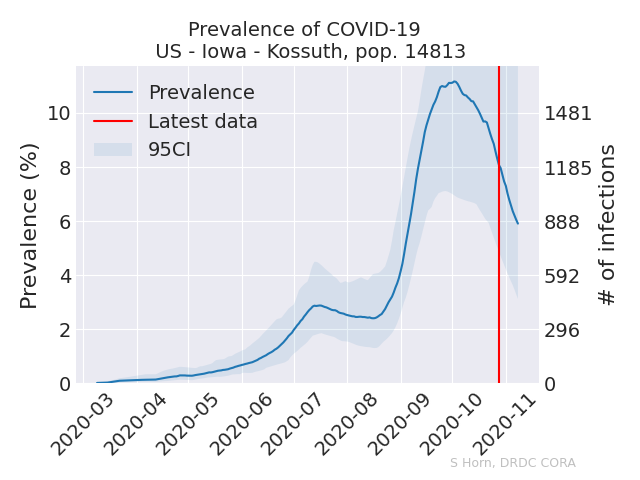 Prevalence of COVID-19
US - Iowa - Kossuth, pop. 14813
Prevalence
Latest data
95CI
Prevalence (%)
10
8
6
4
2
0
1481
1185
888
592
296
0
# of infections
2020-03
2020-04
2020-05
2020-06
2020-07
2020-08
2020-09
2020-10
2020-11
S Horn, DRDC CORA